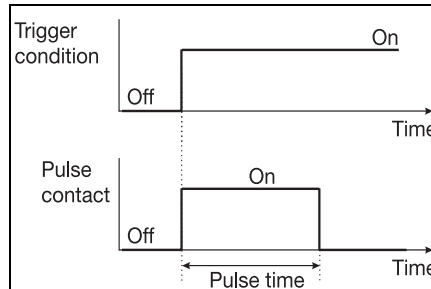 Trigger
condition
On
Off
Time
Pulse
contact
On
Off
Time
Pulse time